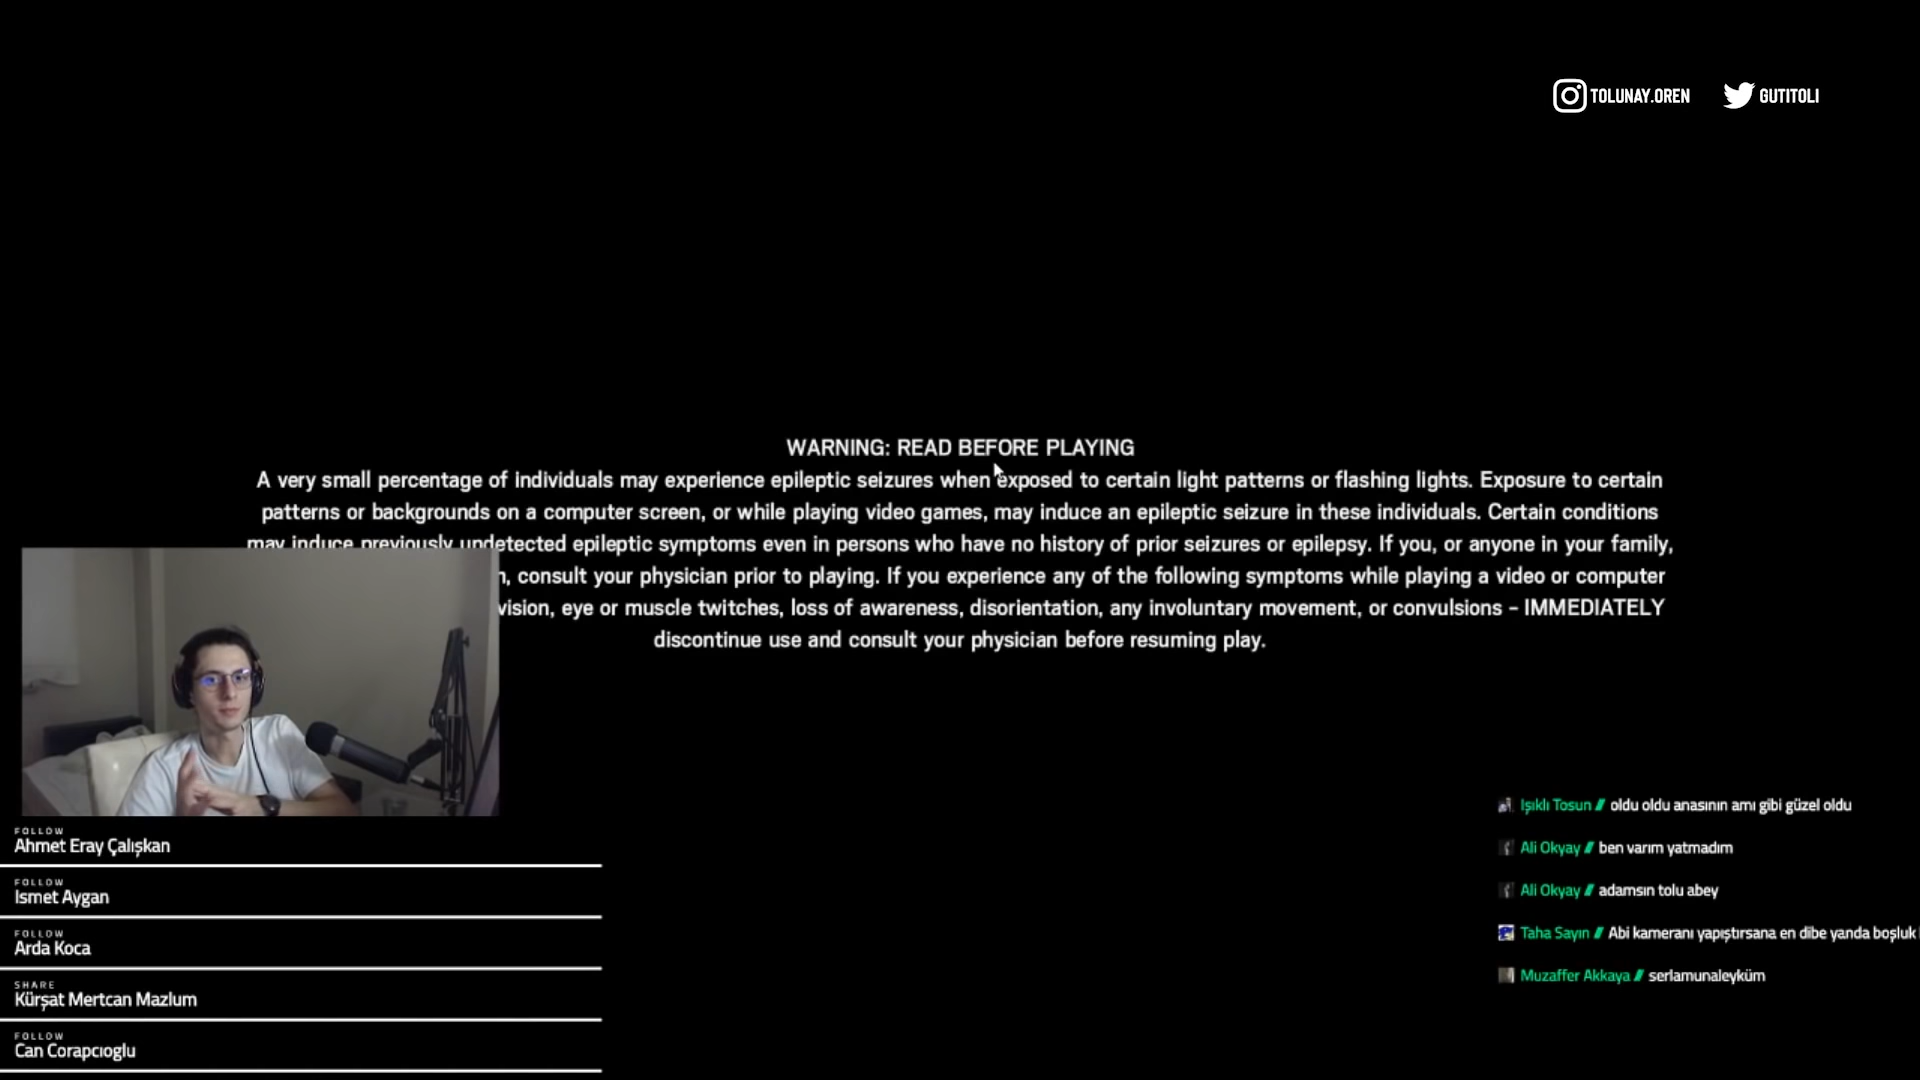 TOLUNAY.OREN GUTITOLI
WARNING: READ BEFORE PLAYING
A very small percentage of individuals may experience epileptic seizures when exposed to certain light patterns or flashing lights. Exposure to certain
patterns or backgrounds on a computer screen, or while playing video games, may induce an epileptic seizure in these individuals. Certain conditions
may induce previously undetected epileptic symptoms even in persons who have no history of prior seizures or epilepsy. If you, or anyone in your family,
consult your physician prior to playing. If you experience any of the following symptoms while playing a video or computer
vision, eye or muscle twitches, loss of awareness, disorientation, any involuntary movement, or convulsions – IMMEDIATELY
discontinue use and consult your physician before resuming play.
FOLLOW
Ahmet Eray Çalışkan
FOLLOW
Ismet Aygan
FOLLOW
Arda Koca
SHARE
Kürşat Mertcan Mazlum
FOLLOW
Can Corapcıoglu
Işıklı Tosun // oldu oldu anasının amı gibi güzel oldu
Ali Okyay // ben varım yatmadım
Ali Okyay // adamsın tolu abey
Taha Sayın // Abi kameranı yapıştırsana en dibe yanda boşluk
Muzaffer Akkaya // serlamunaleyküm